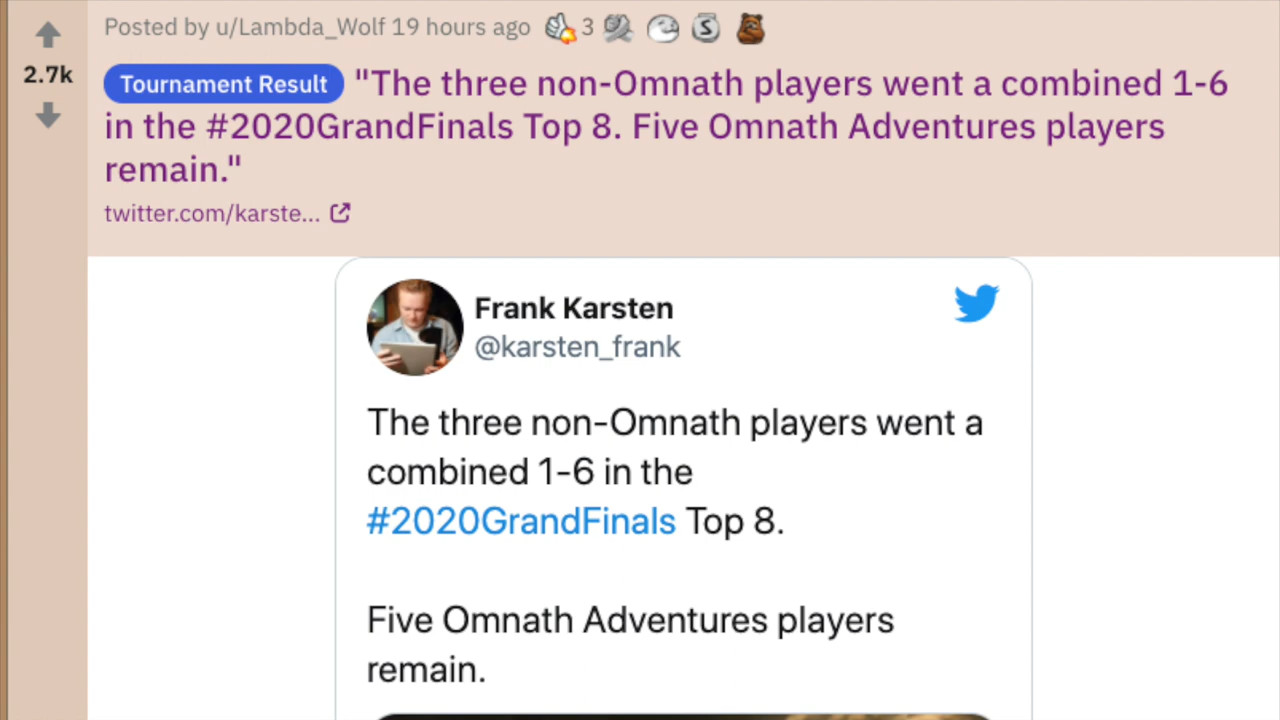 Posted by u/Lambda_Wolf 19 hours ago 3
2.7k
Tournament Result "The three non-Omnath players went a combined 1-6
in the #2020GrandFinals Top 8. Five Omnath Adventures players
remain."
twitter.com/karste...
Frank Karsten
@karsten_frank
The three non-Omnath players went a
combined 1-6 in the
#2020GrandFinals Top 8.
Five Omnath Adventures players
remain.